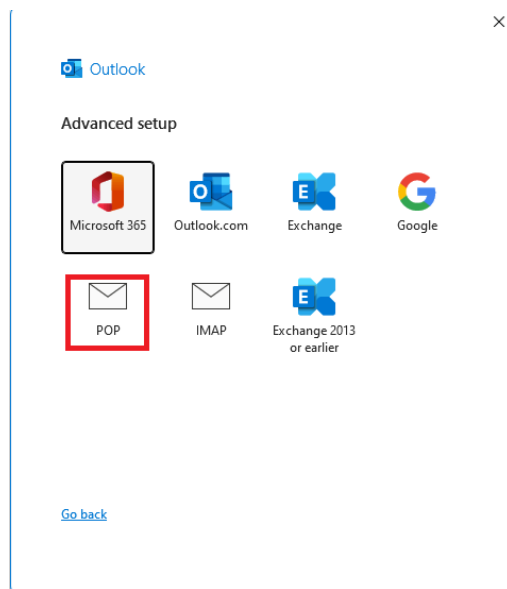 Outlook
Advanced setup
Microsoft 365
Outlook.com
Exchange
Google
POP
IMAP
Exchange 2013
or earlier
Go back